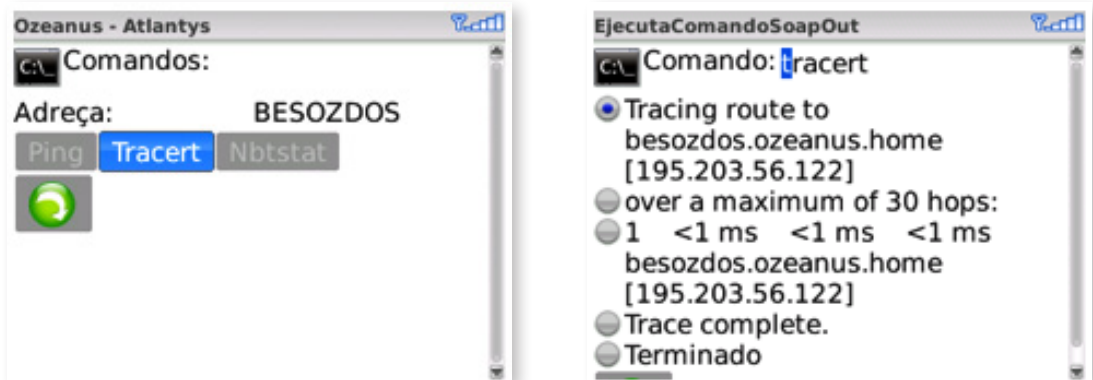 Ozeanus - Atlantys
C:\_ Comandos:
Adreça: BESOZDOS
Ping Tracert Nbtstat
EjecutaComandoSoapOut
C:\_ Comando: tracert
Tracing route to
besozdos.ozeanus.home
[195.203.56.122]
over a maximum of 30 hops:
1 <1 ms <1 ms <1 ms
besozdos.ozeanus.home
[195.203.56.122]
Trace complete.
Terminado